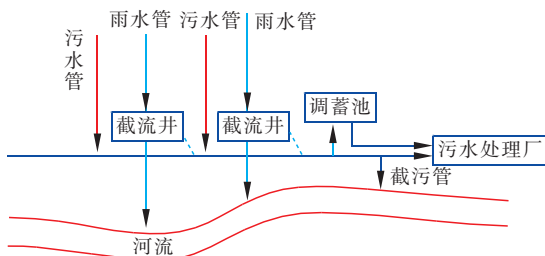 污水管
雨水管
污水管
雨水管
截流井
截流井
调蓄池
污水处理厂
截污管
河流